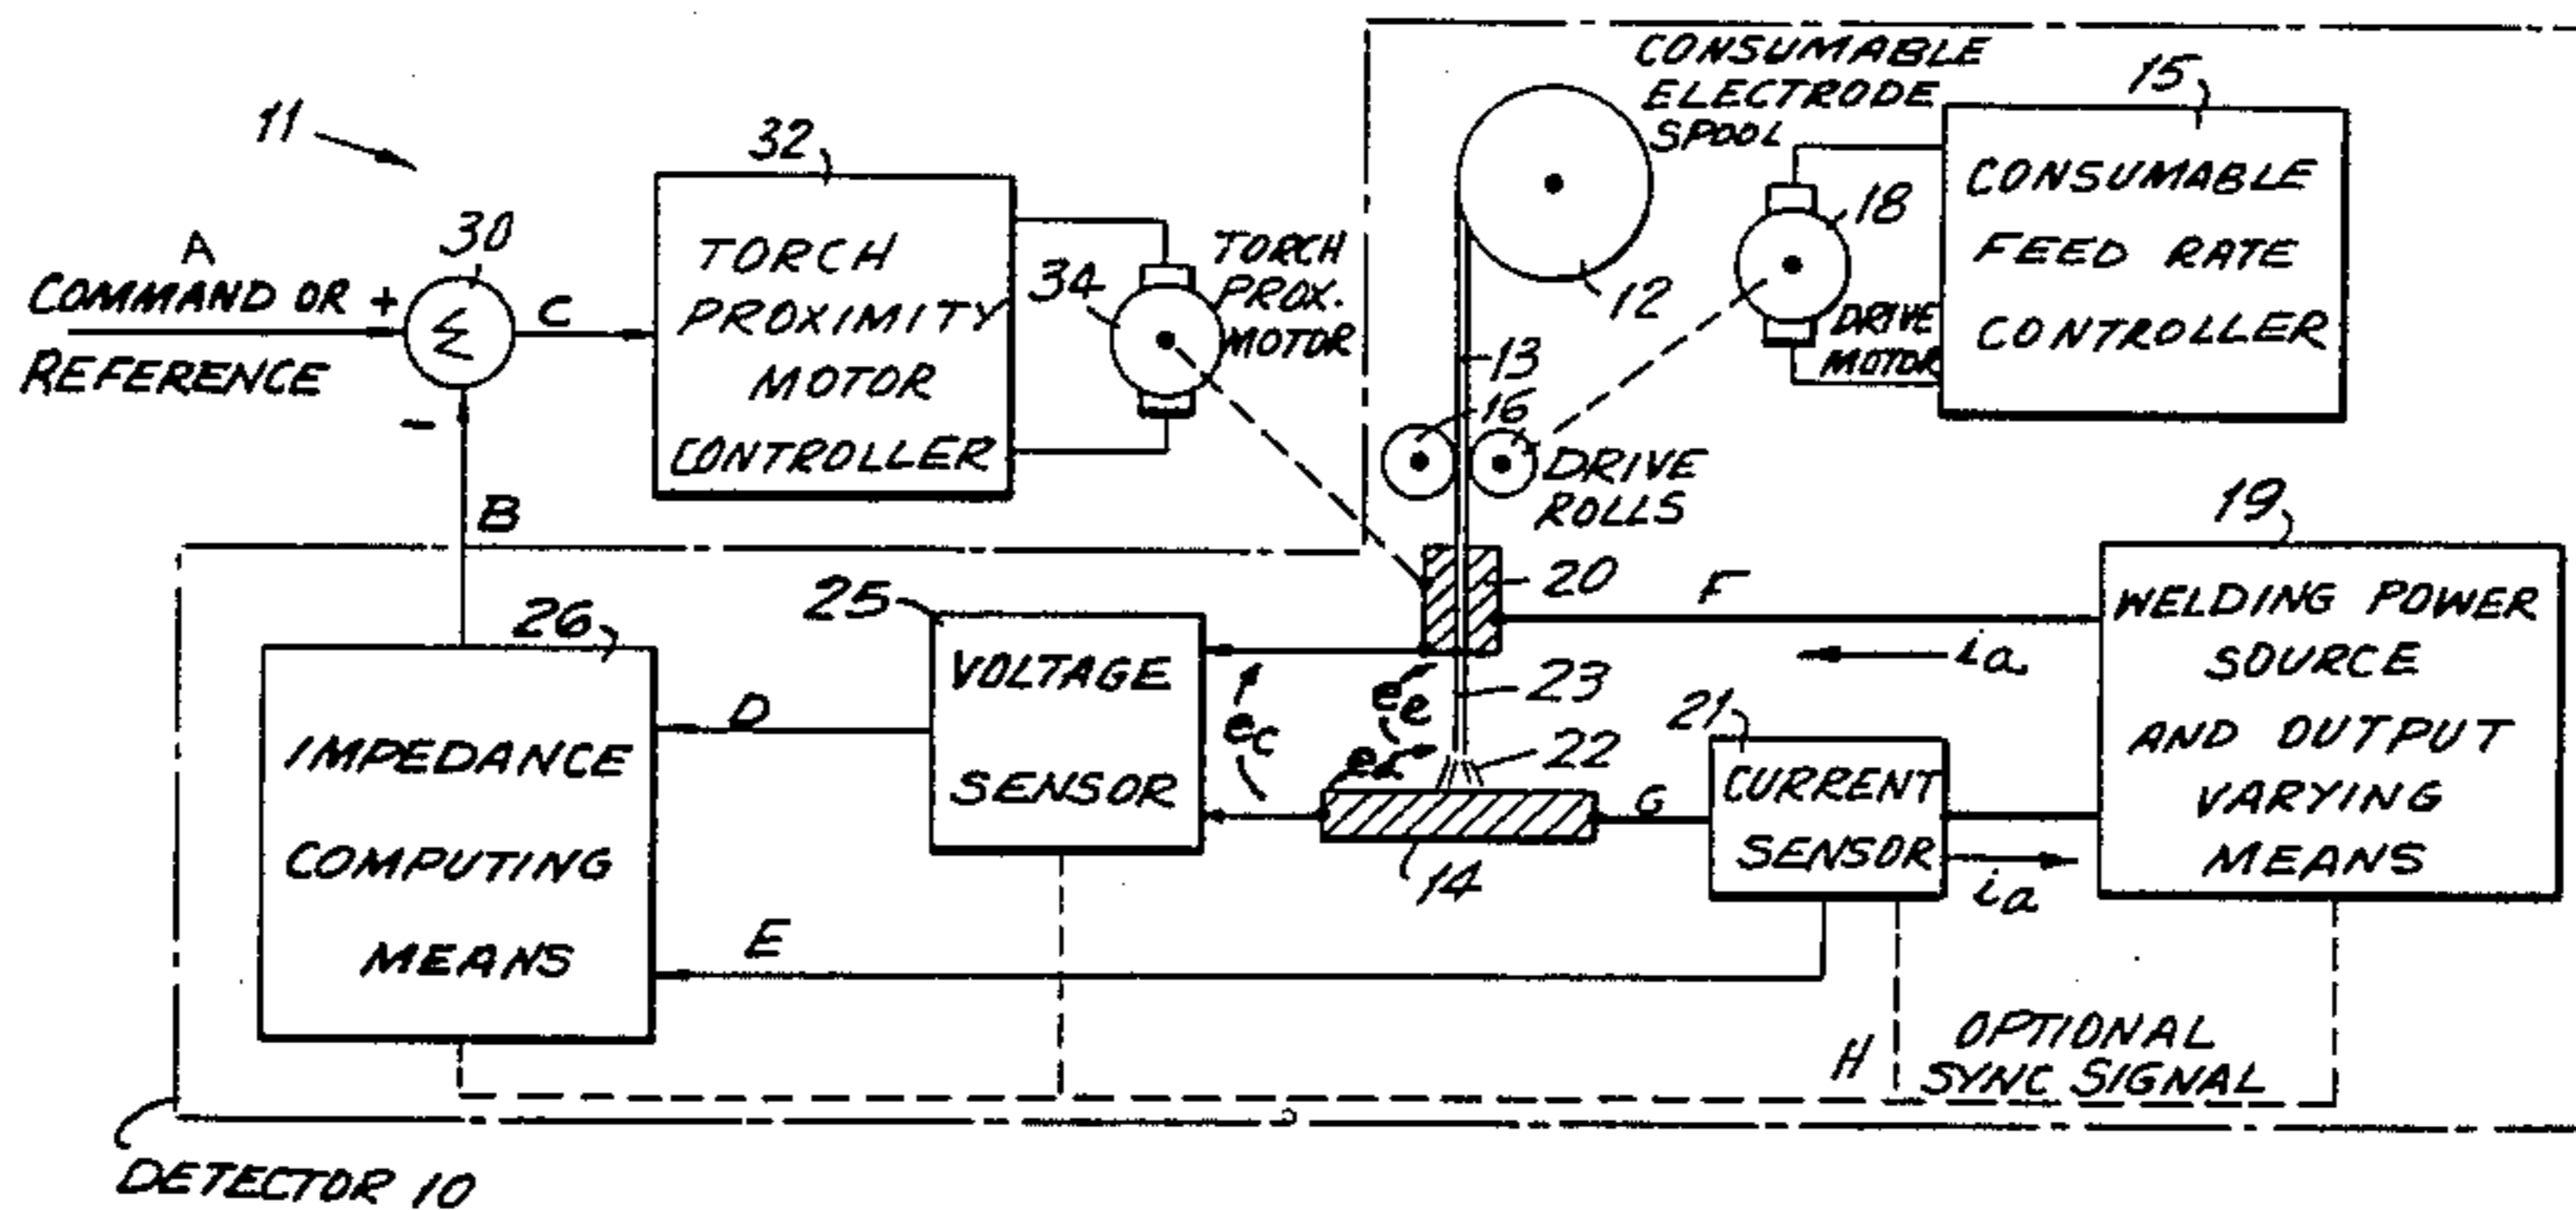 11
A
COMMAND OR +
REFERENCE
-
30
Σ
C
B
32
TORCH
PROXIMITY
MOTOR
CONTROLLER
34
TORCH
PROX.
MOTOR
CONSUMABLE
ELECTRODE
SPOOL
12
13
16
DRIVE
ROLLS
18
DRIVE
MOTOR
15
CONSUMABLE
FEED RATE
CONTROLLER
26
IMPEDANCE
COMPUTING
MEANS
D
E
25
VOLTAGE
SENSOR
ec
ee
ea
20
23
22
14
F
ia
G
21
CURRENT
SENSOR
ia
19
WELDING POWER
SOURCE
AND OUTPUT
VARYING
MEANS
H
OPTIONAL
SYNC SIGNAL
DETECTOR 10